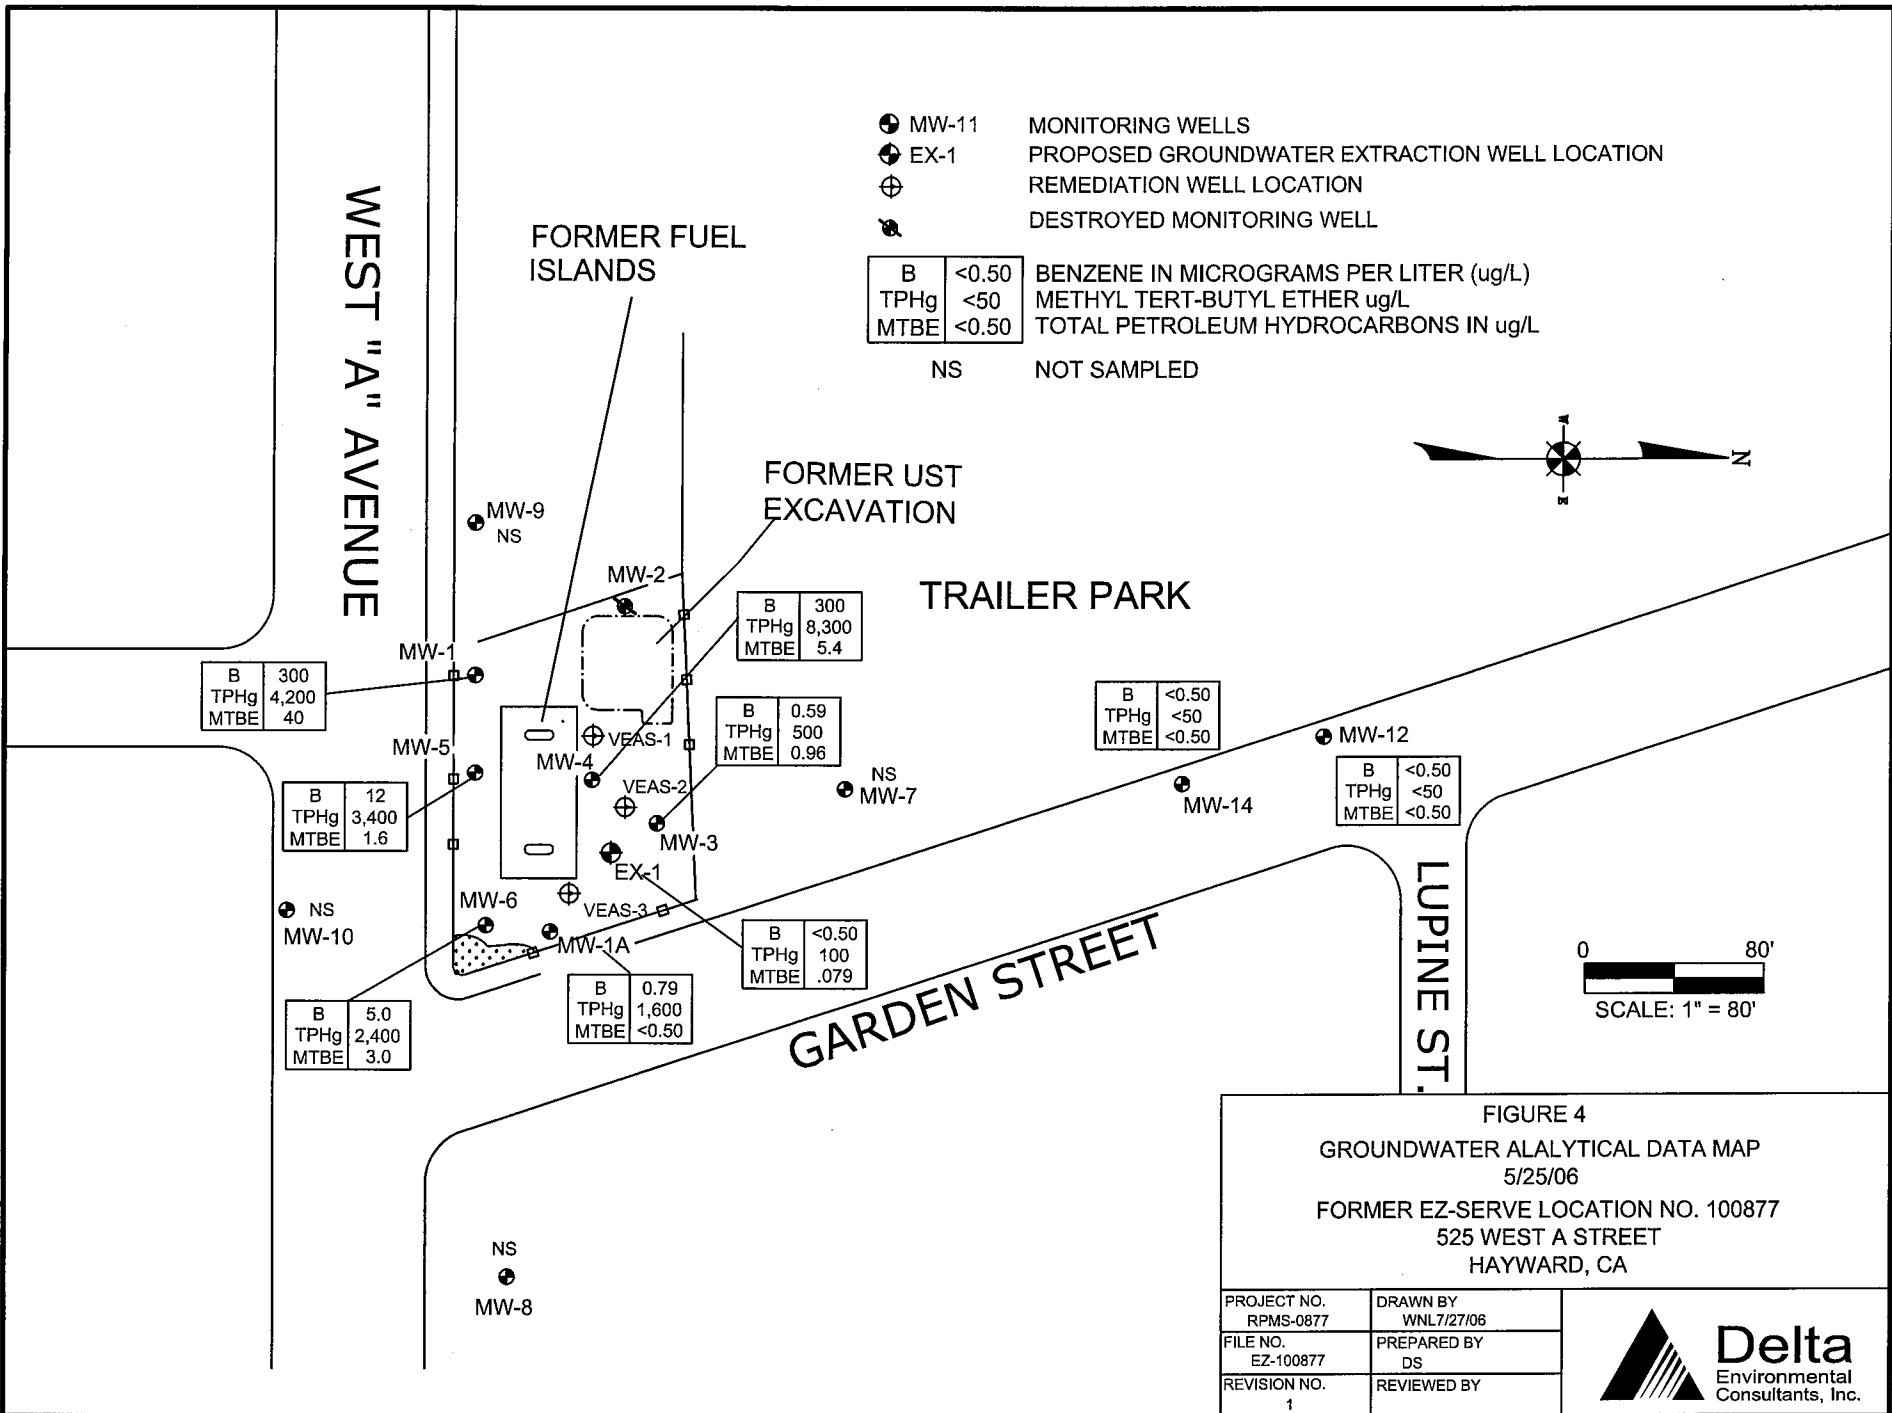 MW-11 MONITORING WELLS
EX-1 PROPOSED GROUNDWATER EXTRACTION WELL LOCATION
REMEDIATION WELL LOCATION
DESTROYED MONITORING WELL
B <0.50 BENZENE IN MICROGRAMS PER LITER (ug/L)
TPHg <50 METHYL TERT-BUTYL ETHER ug/L
MTBE <0.50 TOTAL PETROLEUM HYDROCARBONS IN ug/L
NS NOT SAMPLED
WEST "A" AVENUE
FORMER FUEL
ISLANDS
W
N
E
FORMER UST
EXCAVATION
MW-9
NS
MW-2
TRAILER PARK
B 300
TPHg 8,300
MTBE 5.4
MW-1
B 300
TPHg 4,200
MTBE 40
B 0.59
TPHg 500
MTBE 0.96
B <0.50
TPHg <50
MTBE <0.50
MW-12
MW-5
VEAS-1
MW-4
VEAS-2
NS
MW-7
MW-14
B <0.50
TPHg <50
MTBE <0.50
B 12
TPHg 3,400
MTBE 1.6
MW-3
EX-1
MW-6
VEAS-3
NS
MW-10
MW-1A
B <0.50
TPHg 100
MTBE .079
B 0.79
TPHg 1,600
MTBE <0.50
B 5.0
TPHg 2,400
MTBE 3.0
GARDEN STREET
LUPINE ST.
0 80'
SCALE: 1" = 80'
NS
MW-8
FIGURE 4
GROUNDWATER ALALYTICAL DATA MAP
5/25/06
FORMER EZ-SERVE LOCATION NO. 100877
525 WEST A STREET
HAYWARD, CA
PROJECT NO.
RPMS-0877
DRAWN BY
WNL7/27/06
FILE NO.
EZ-100877
PREPARED BY
DS
REVISION NO.
1
REVIEWED BY
Delta
Environmental
Consultants, Inc.